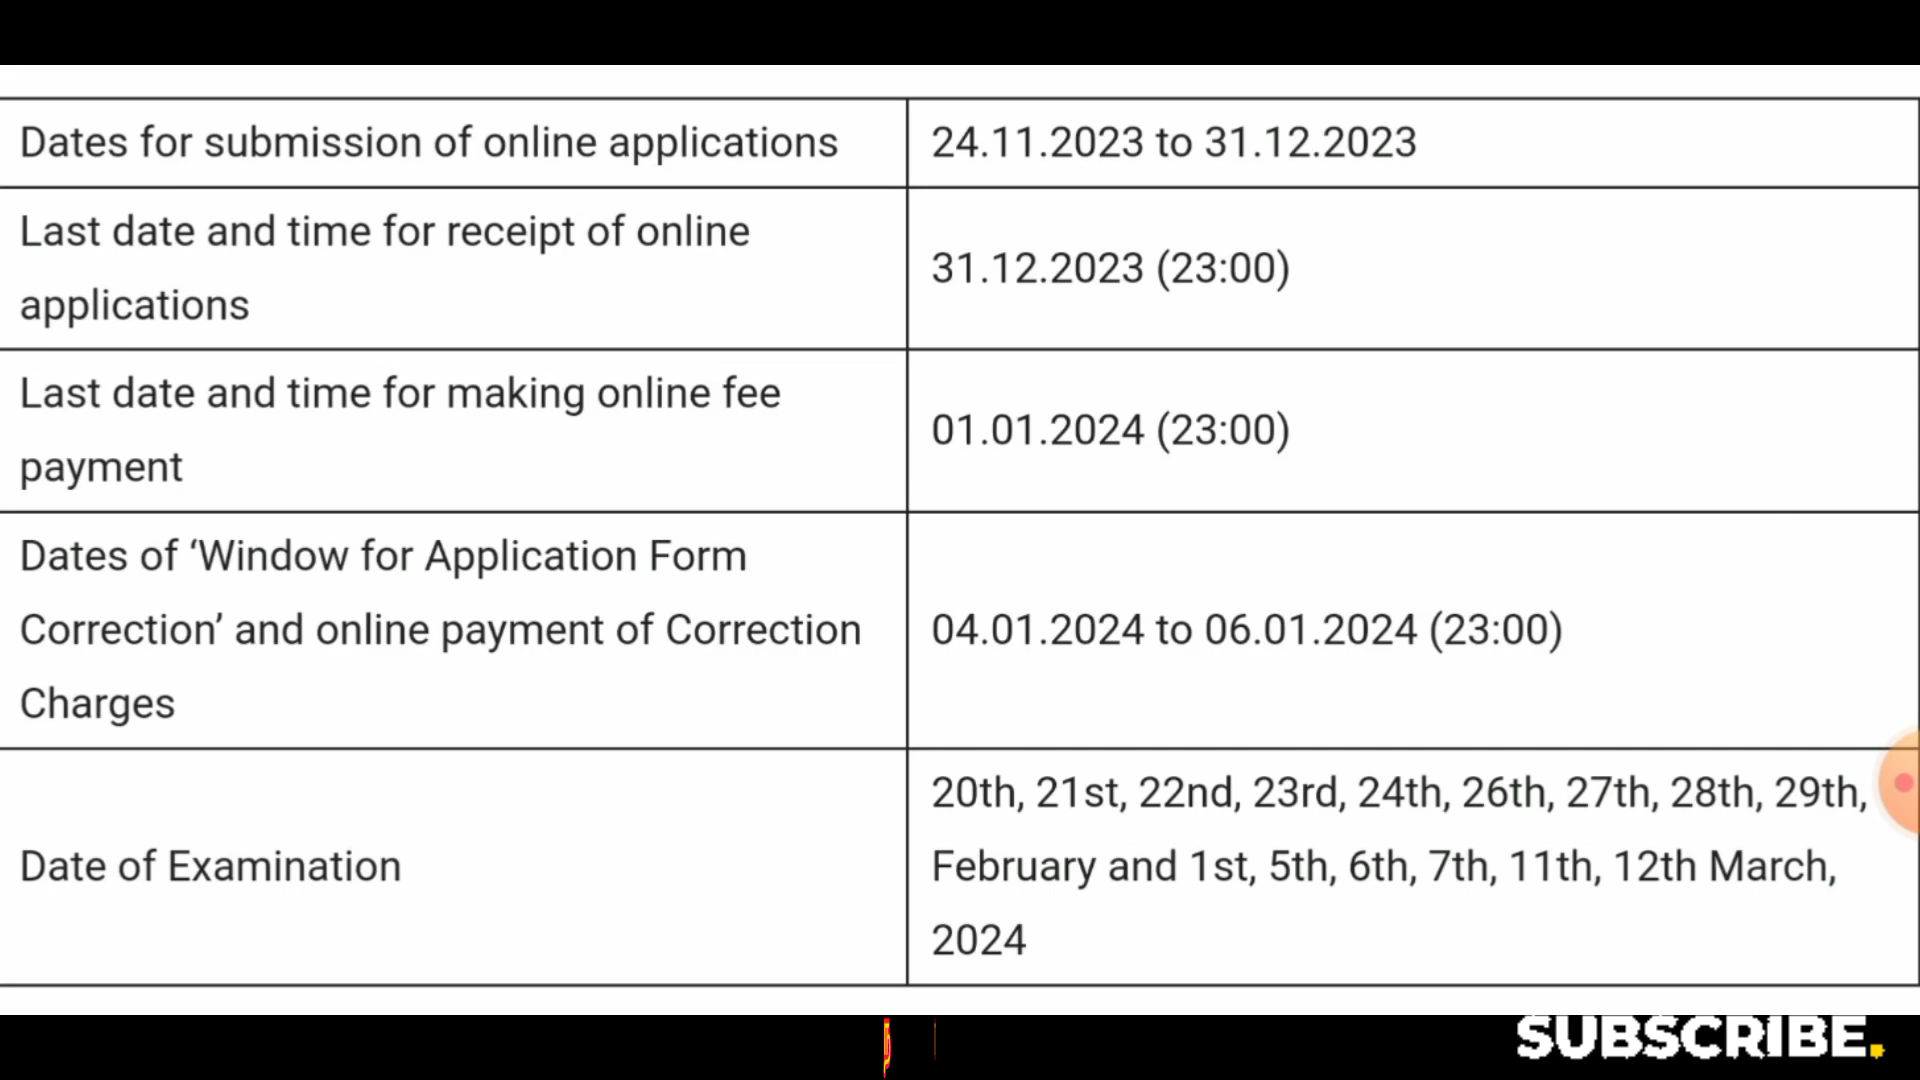 Dates for submission of online applications
24.11.2023 to 31.12.2023
Last date and time for receipt of online
applications
31.12.2023 (23:00)
Last date and time for making online fee
payment
01.01.2024 (23:00)
Dates of ‘Window for Application Form
Correction’ and online payment of Correction
Charges
04.01.2024 to 06.01.2024 (23:00)
Date of Examination
20th, 21st, 22nd, 23rd, 24th, 26th, 27th, 28th, 29th,
February and 1st, 5th, 6th, 7th, 11th, 12th March,
2024
SUBSCRIBE.